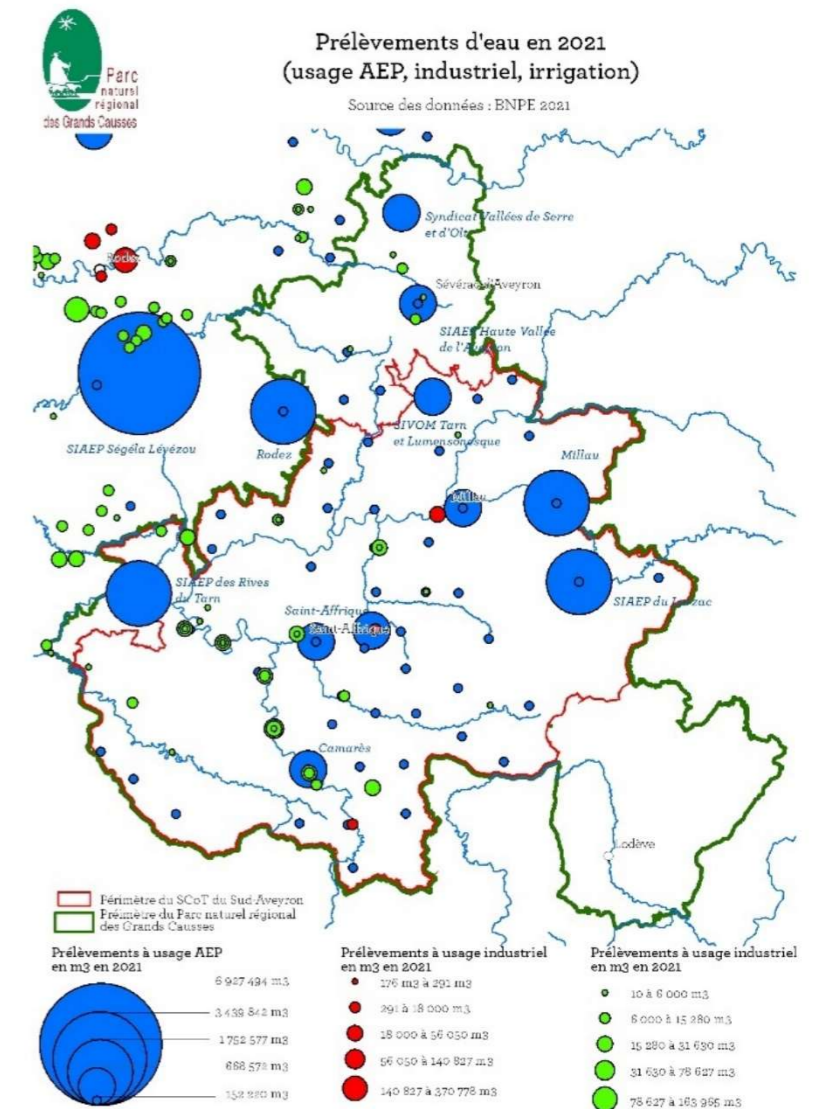 Parc
naturel
régional
des Grands Causses
Prélèvements d'eau en 2021
(usage AEP, industriel, irrigation)
Source des données : BNPE 2021
Syndicat Vallées de Serre
et d'Olt
Rodez
Sévérac d'Aveyron
SIAEP Haute Vallée
de l'Aveyron
SIAEP Ségéla Lévézou
Rodez
SIVOM Tarn
et Lumensonesque
Millau
Millau
SIAEP des Rives
du Tarn
SIAEP du Larzac
Saint-Affrique
Saint-Affrique
Camarès
Lodève
Périmètre du SCoT du Sud-Aveyron
Préimètre du Parc naturel régional
des Grands Causses
Prélèvements à usage AEP
en m3 en 2021
6 927 494 m3
3 439 842 m3
1 752 577 m3
668 572 m3
152 220 m3
Prélèvements à usage industriel
en m3 en 2021
176 m3 à 291 m3
291 à 18 000 m3
18 000 à 56 050 m3
56 050 à 140 827 m3
140 827 à 370 778 m3
Prélèvements à usage industriel
en m3 en 2021
10 à 6 000 m3
6 000 à 15 280 m3
15 280 à 31 630 m3
31 630 à 78 627 m3
78 627 à 163 965 m3